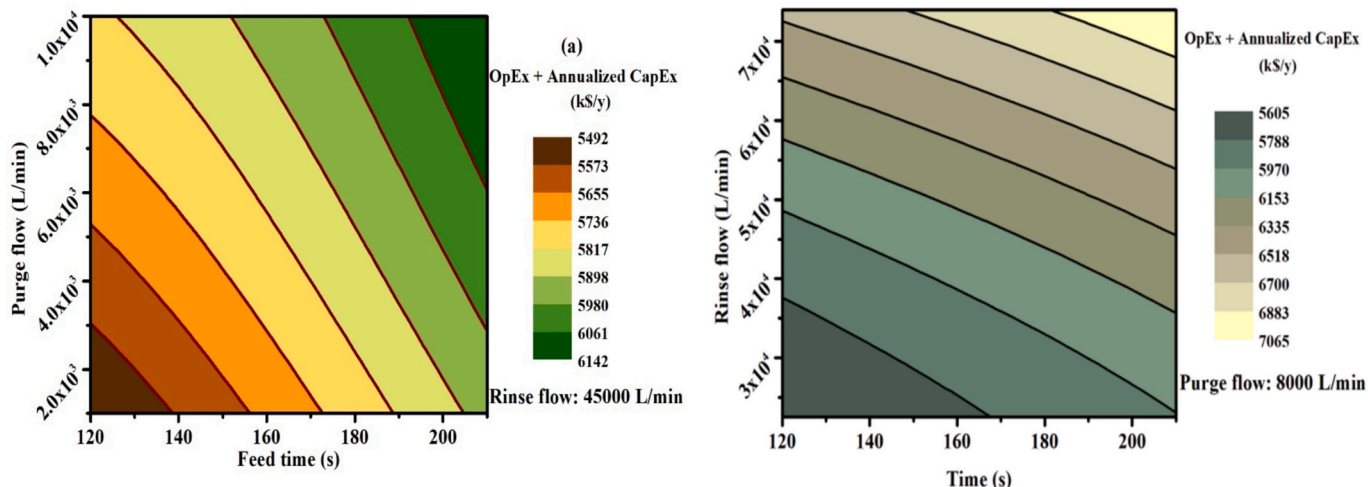 (a)
OpEx + Annualized CapEx
(k$/y)
5492
5573
5655
5736
5817
5898
5980
6061
6142
Rinse flow: 45000 L/min
Purge flow (L/min)
1.0x10⁴
8.0x10³
6.0x10³
4.0x10³
2.0x10³
120 140 160 180 200
Feed time (s)
OpEx + Annualized CapEx
(k$/y)
5605
5788
5970
6153
6335
6518
6700
6883
7065
Purge flow: 8000 L/min
Rinse flow (L/min)
7x10⁴
6x10⁴
5x10⁴
4x10⁴
3x10⁴
120 140 160 180 200
Time (s)